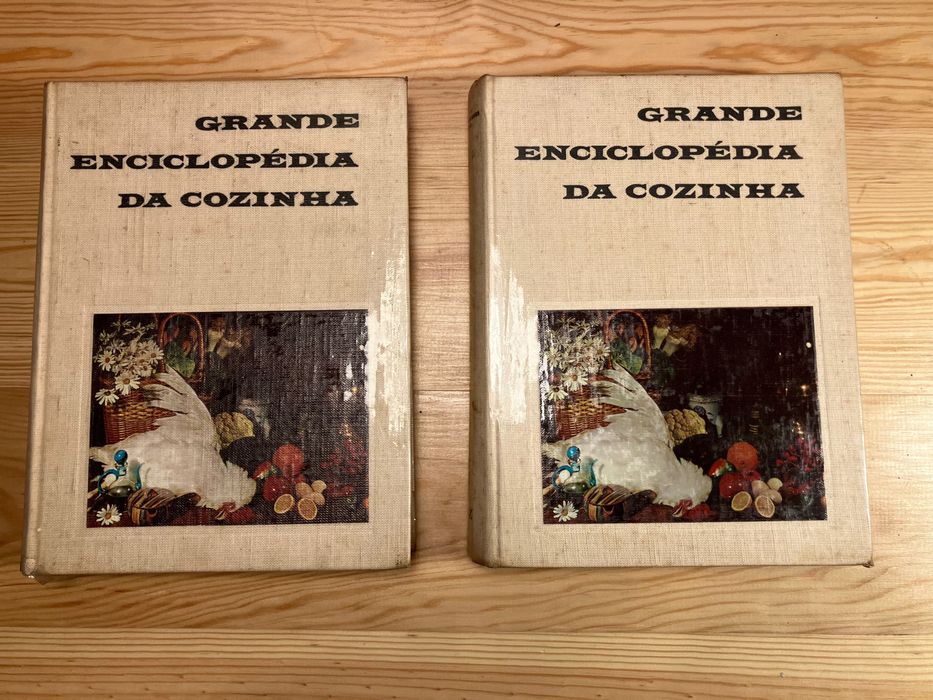 GRANDE
ENCICLOPÉDIA
DA COZINHA
GRANDE
ENCICLOPÉDIA
DA COZINHA